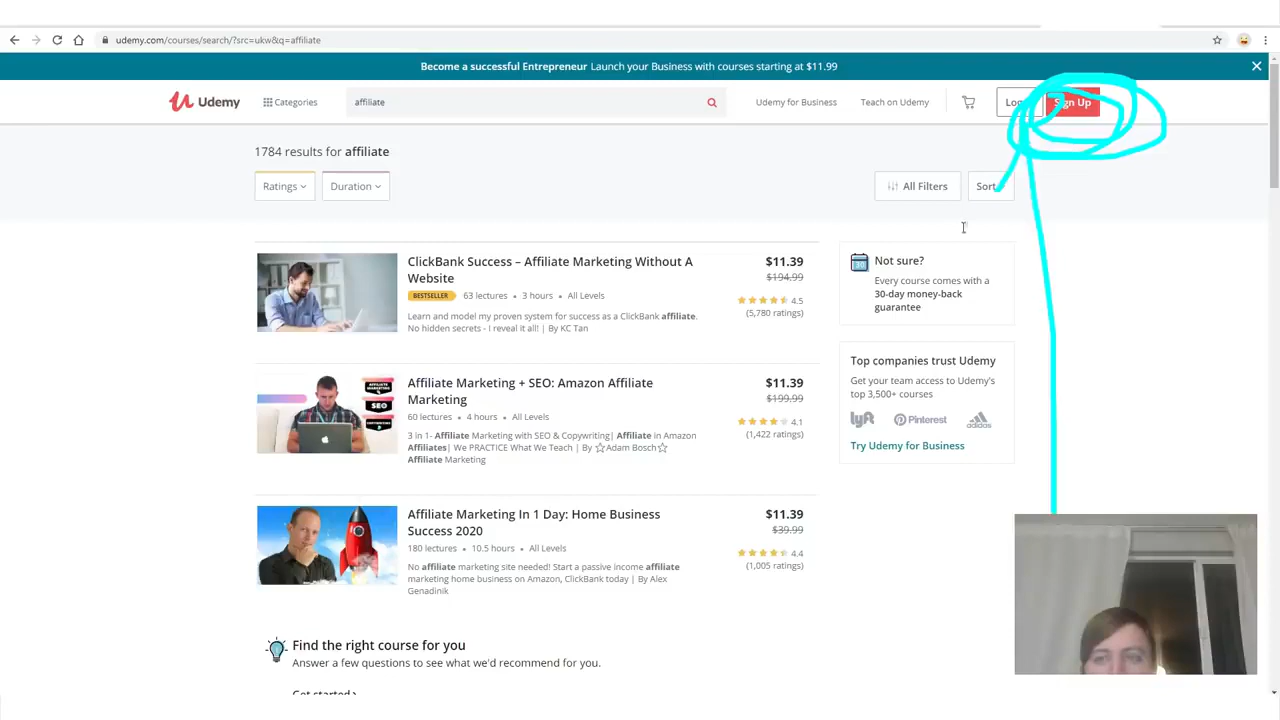 udemy.com/courses/search/?src=ukw&q=affiliate
Become a successful Entrepreneur Launch your Business with courses starting at $11.99
Udemy
Categories
affiliate
Udemy for Business
Teach on Udemy
Sign Up
1784 results for affiliate
Ratings
Duration
All Filters
Sort
ClickBank Success – Affiliate Marketing Without A
Website
BESTSELLER 63 lectures • 3 hours • All Levels
Learn and model my proven system for success as a ClickBank affiliate.
No hidden secrets - I reveal it all! | By KC Tan
$11.39
$194.99
4.5
(5,780 ratings)
Not sure?
Every course comes with a
30-day money-back
guarantee
Top companies trust Udemy
Get your team access to Udemy's
top 3,500+ courses
lyft Pinterest adidas
Try Udemy for Business
AFFILIATE
MARKETING
SEO
COPYWRITING
Affiliate Marketing + SEO: Amazon Affiliate
Marketing
60 lectures • 4 hours • All Levels
3 in 1- Affiliate Marketing with SEO & Copywriting| Affiliate in Amazon
Affiliates| We PRACTICE What We Teach | By ☆Adam Bosch☆
Affiliate Marketing
$11.39
$199.99
4.1
(1,422 ratings)
Affiliate Marketing In 1 Day: Home Business
Success 2020
180 lectures • 10.5 hours • All Levels
No affiliate marketing site needed! Start a passive income affiliate
marketing home business on Amazon, ClickBank today | By Alex
Genadinik
$11.39
$39.99
4.4
(1,005 ratings)
Find the right course for you
Answer a few questions to see what we'd recommend for you.
Get started